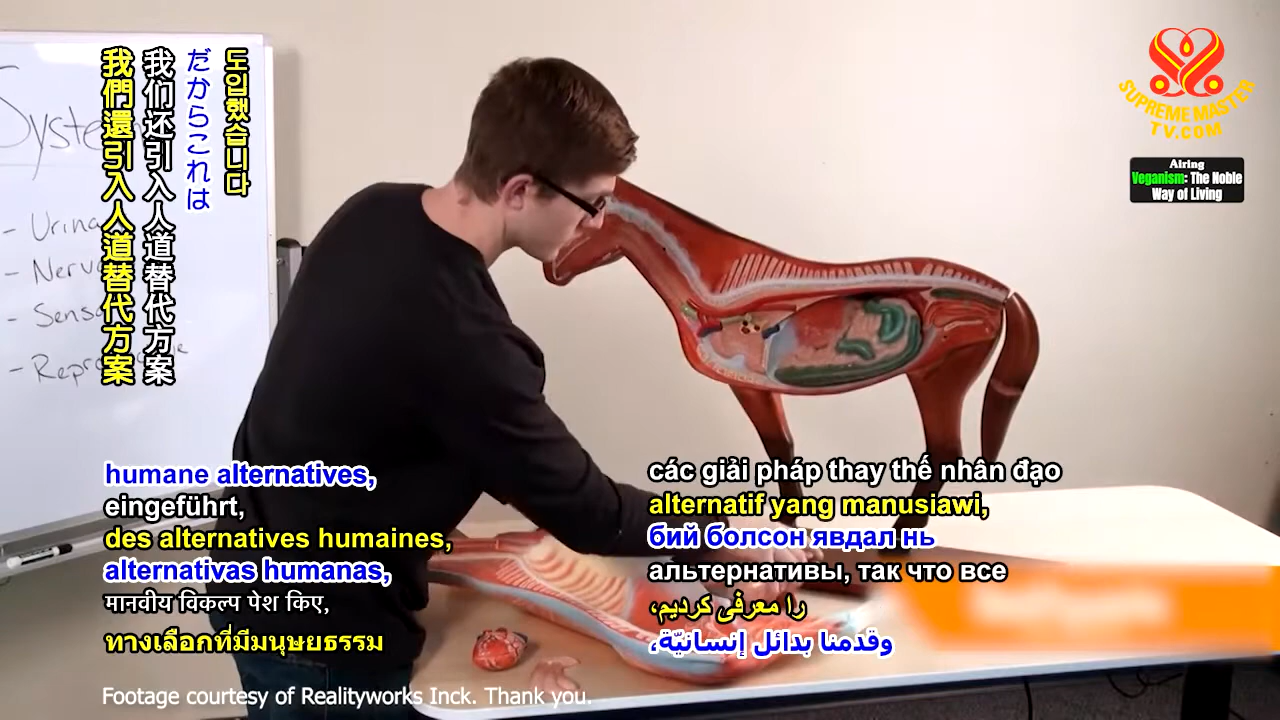 도입했습니다
だからこれは
我们还引入人道替代方案
我們還引入人道替代方案
SUPREME MASTER
TV.COM
Airing
Veganism: The Noble
Way of Living
humane alternatives,
eingeführt,
des alternatives humaines,
alternativas humanas,
मानवीय विकल्प पेश किए,
ทางเลือกที่มีมนุษยธรรม
các giải pháp thay thế nhân đạo
alternatif yang manusiawi,
бий болсон явдал нь
альтернативы, так что все
را معرفی کردیم،
وقدمنا بدائل إنسانيّة،
Footage courtesy of Realityworks Inck. Thank you.